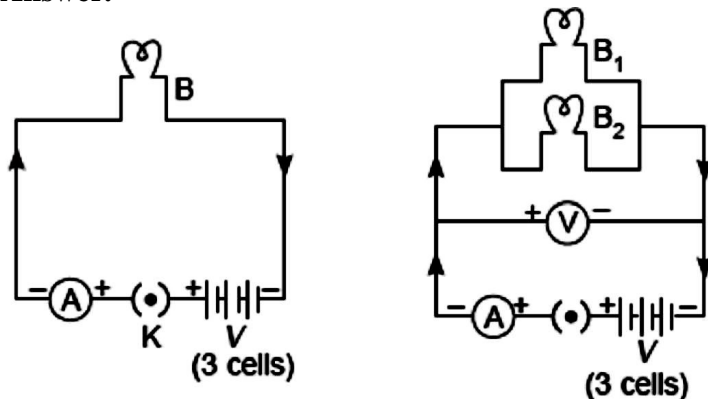 B
− A + + −
K V
(3 cells)
B₁
B₂
+ V −
− A + + −
V
(3 cells)